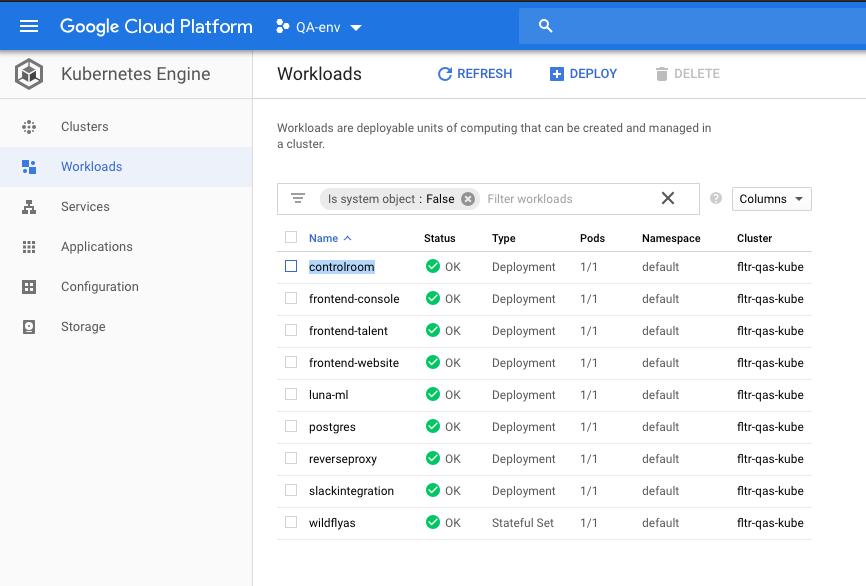 Google Cloud Platform QA-env
Kubernetes Engine
Workloads REFRESH DEPLOY DELETE
Clusters
Workloads
Services
Applications
Configuration
Storage
Workloads are deployable units of computing that can be created and managed in
a cluster.
Is system object : False Filter workloads Columns
Name Status Type Pods Namespace Cluster
controlroom OK Deployment 1/1 default fltr-qas-kube
frontend-console OK Deployment 1/1 default fltr-qas-kube
frontend-talent OK Deployment 1/1 default fltr-qas-kube
frontend-website OK Deployment 1/1 default fltr-qas-kube
luna-ml OK Deployment 1/1 default fltr-qas-kube
postgres OK Deployment 1/1 default fltr-qas-kube
reverseproxy OK Deployment 1/1 default fltr-qas-kube
slackintegration OK Deployment 1/1 default fltr-qas-kube
wildflyas OK Stateful Set 1/1 default fltr-qas-kube